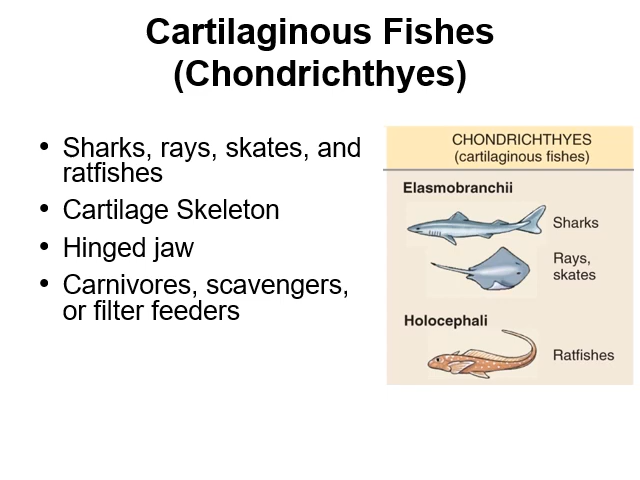 Cartilaginous Fishes
(Chondrichthyes)
• Sharks, rays, skates, and
ratfishes
• Cartilage Skeleton
• Hinged jaw
• Carnivores, scavengers,
or filter feeders
CHONDRICHTHYES
(cartilaginous fishes)
Elasmobranchii
Sharks
Rays,
skates
Holocephali
Ratfishes